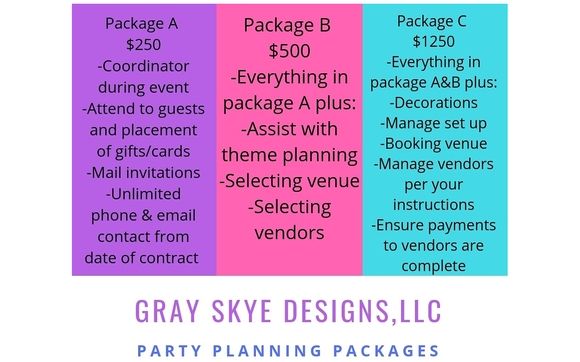 Package A
$250
-Coordinator
during event
-Attend to guests
and placement
of gifts/cards
-Mail invitations
-Unlimited
phone & email
contact from
date of contract
Package B
$500
-Everything in
package A plus:
-Assist with
theme planning
-Selecting venue
-Selecting
vendors
Package C
$1250
-Everything in
package A&B plus:
-Decorations
-Manage set up
-Booking venue
-Manage vendors
per your
instructions
-Ensure payments
to vendors are
complete
GRAY SKYE DESIGNS,LLC
PARTY PLANNING PACKAGES